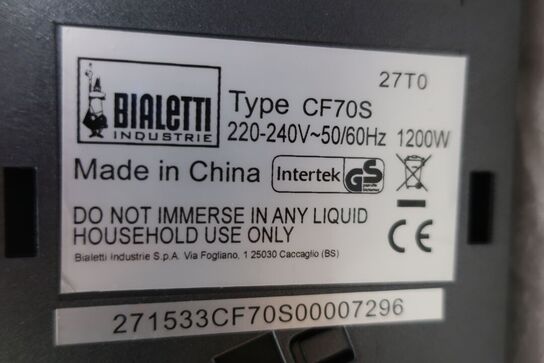 27T0
BIALETTI
INDUSTRIE
Type CF70S
220-240V~50/60Hz 1200W
Made in China Intertek GS
DO NOT IMMERSE IN ANY LIQUID
HOUSEHOLD USE ONLY
CE
Bialetti Industrie S.p.A. Via Fogliano, 1 25030 Caccaglio (BS)
271533CF70S00007296